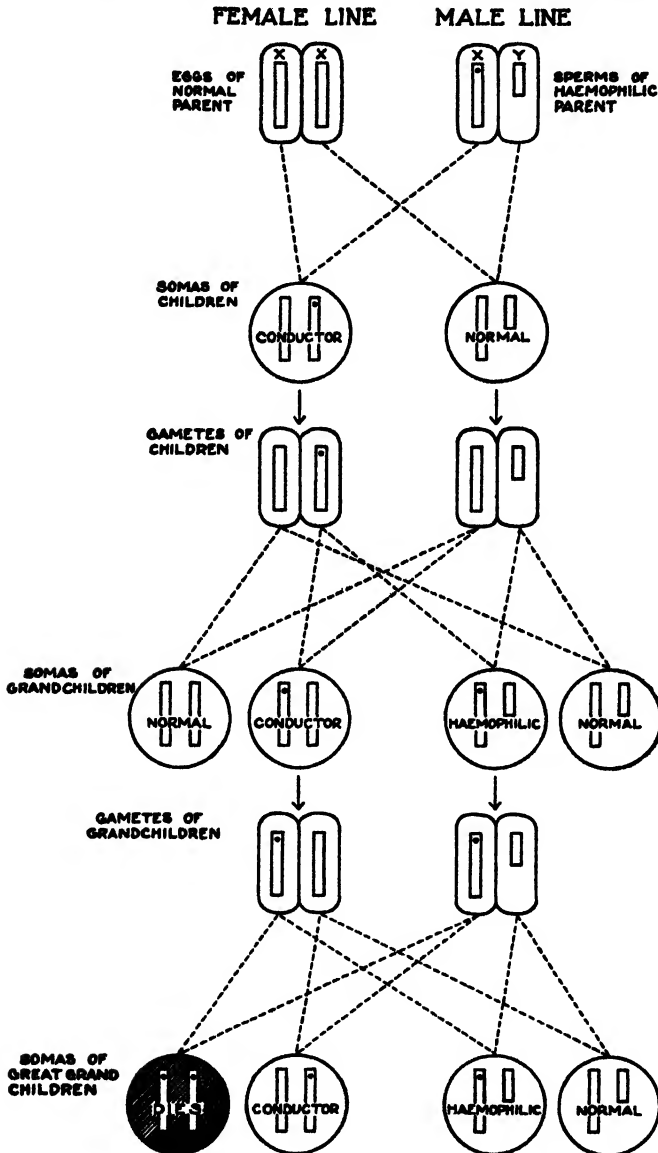 FEMALE LINE MALE LINE
X X X Y
EGGS OF
NORMAL
PARENT
SPERMS OF
HAEMOPHILIC
PARENT
SOMAS OF
CHILDREN
CONDUCTOR NORMAL
GAMETES OF
CHILDREN
SOMAS OF
GRANDCHILDREN
NORMAL CONDUCTOR HAEMOPHILIC NORMAL
GAMETES OF
GRANDCHILDREN
SOMAS OF
GREAT GRAND
CHILDREN
DIES! CONDUCTOR HAEMOPHILIC NORMAL